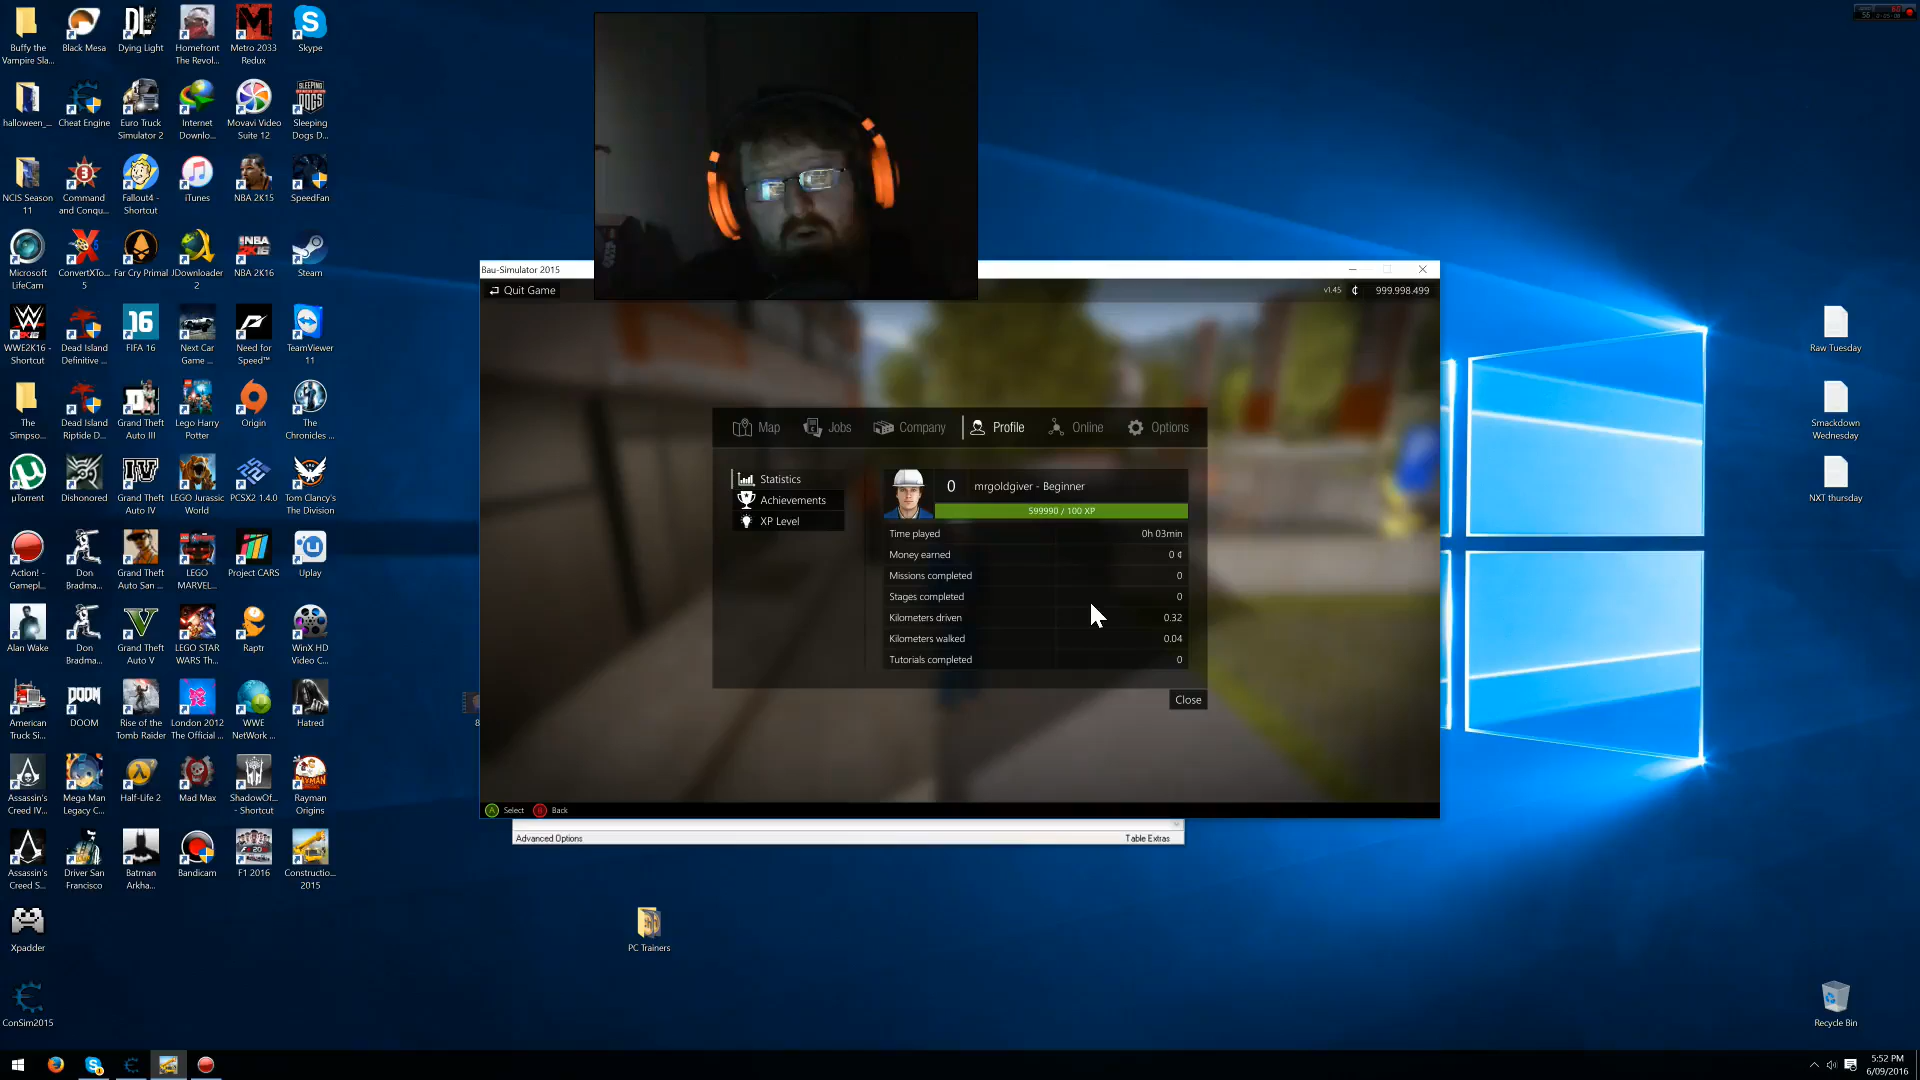 Buffy the
Vampire Sla...
Black Mesa
Dying Light
Homefront
The Revol...
Metro 2033
Redux
Skype
halloween_...
Cheat Engine
Euro Truck
Simulator 2
Internet
Downlo...
Movavi Video
Suite 12
Sleeping
Dogs D...
NCIS Season
11
Command
and Conqu...
Fallout4 -
Shortcut
iTunes
NBA 2K15
SpeedFan
Microsoft
LifeCam
ConvertXTo...
5
Far Cry Primal
JDownloader
2
NBA 2K16
Steam
WWE2K16 -
Shortcut
Dead Island
Definitive ...
FIFA 16
Next Car
Game ...
Need for
Speed™
TeamViewer
11
The
Simpso...
Dead Island
Riptide D...
Grand Theft
Auto III
Lego Harry
Potter
Origin
The
Chronicles ...
µTorrent
Dishonored
Grand Theft
Auto IV
LEGO Jurassic
World
PCSX2 1.4.0
Tom Clancy's
The Division
Action! -
Gamepl...
Don
Bradma...
Grand Theft
Auto San ...
LEGO
MARVEL...
Project CARS
Uplay
Alan Wake
Don
Bradma...
Grand Theft
Auto V
LEGO STAR
WARS Th...
Raptr
WinX HD
Video C...
American
Truck Si...
DOOM
Rise of the
Tomb Raider
London 2012
The Official ...
WWE
NetWork ...
Hatred
Assassin's
Creed IV...
Mega Man
Legacy C...
Half-Life 2
Mad Max
ShadowOf...
- Shortcut
Rayman
Origins
Assassin's
Creed S...
Driver San
Francisco
Batman
Arkha...
Bandicam
F1 2016
Constructio...
2015
Xpadder
ConSim2015
Bau-Simulator 2015
Quit Game
v1.45
¢ 999.998.499
Map
Jobs
Company
Profile
Online
Options
Statistics
Achievements
XP Level
0 mrgoldgiver - Beginner
599990 / 100 XP
Time played 0h 03min
Money earned 0 ¢
Missions completed 0
Stages completed 0
Kilometers driven 0.32
Kilometers walked 0.04
Tutorials completed 0
Close
A Select B Back
Advanced Options
Table Extras
PC Trainers
Raw Tuesday
Smackdown
Wednesday
NXT thursday
Recycle Bin
5:52 PM
6/09/2016